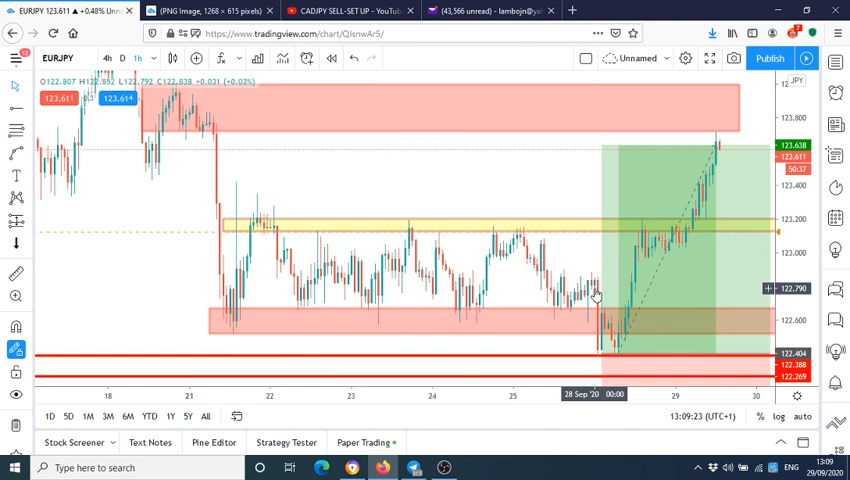 EURJPY 123.611 ▲ +0.48% Unna
(PNG Image, 1268 × 615 pixels)
CADJPY SELL-SET UP - YouTube
(43,566 unread) - lambojn@ya
https://www.tradingview.com/chart/QIsnwAr5/
EURJPY
4h D 1h
Unnamed
Publish
O122.807 H122.852 L122.792 C122.838 +0.031 (+0.03%)
JPY
123.611
123.614
123.800
123.638
123.611
50:37
123.400
123.200
123.000
122.790
122.600
122.404
122.388
122.269
18 21 22 23 24 25 28 Sep '20 00:00 29 30
1D 5D 1M 3M 6M YTD 1Y 5Y All
13:09:23 (UTC+1) % log auto
Stock Screener Text Notes Pine Editor Strategy Tester Paper Trading
Type here to search
ENG
13:09
29/09/2020